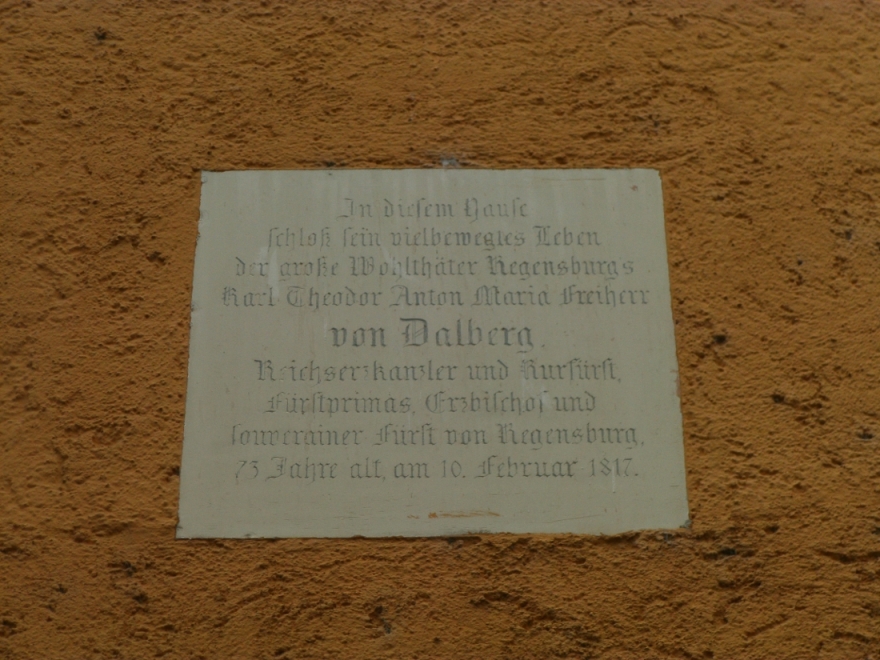 In diesem Hause
schloß sein vielbewegtes Leben
der große Wohlthäter Regensburgs
Karl Theodor Anton Maria Freiherr
von Dalberg,
Reichserzkanzler und Kurfürst,
Fürstprimas, Erzbischof und
souverainer Fürst von Regensburg,
73 Jahre alt, am 10. Februar 1817.